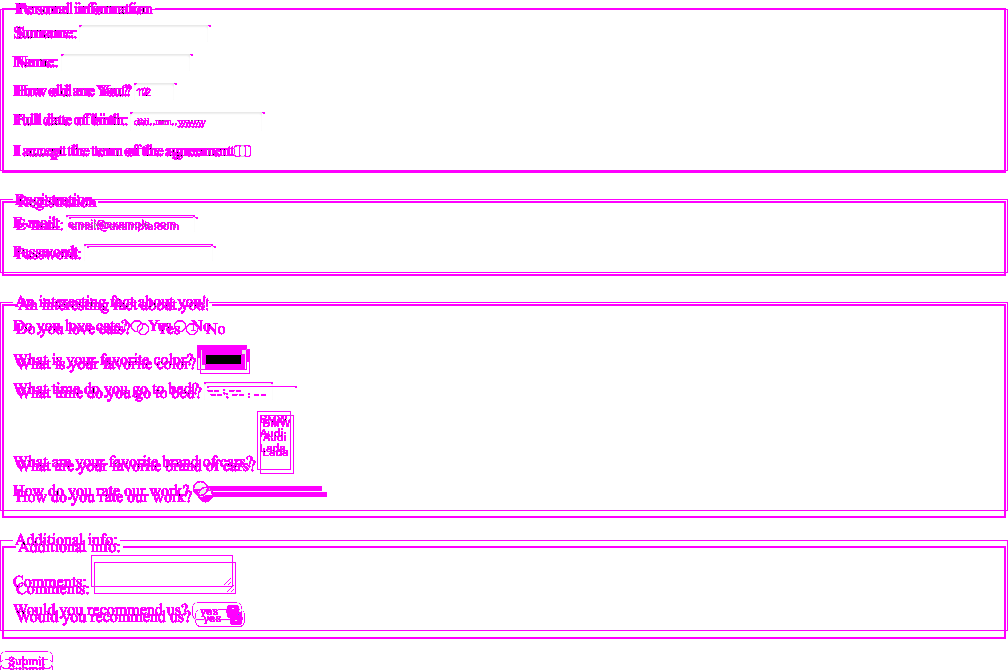 Personal information
Surname:
Name:
How old are You? 12
Full date of birth:
I accept the term of the agreement
Registration
E-mail: email@example.com
Password:
An interesting fact about you!
Do you love cats? Yes No
What is your favorite color?
What time do you go to bed? --:--
BMW
Audi
Lada
What are your favorite brand of cars?
How do you rate our work?
Additional info:
Comments:
Would you recommend us? yes
Submit